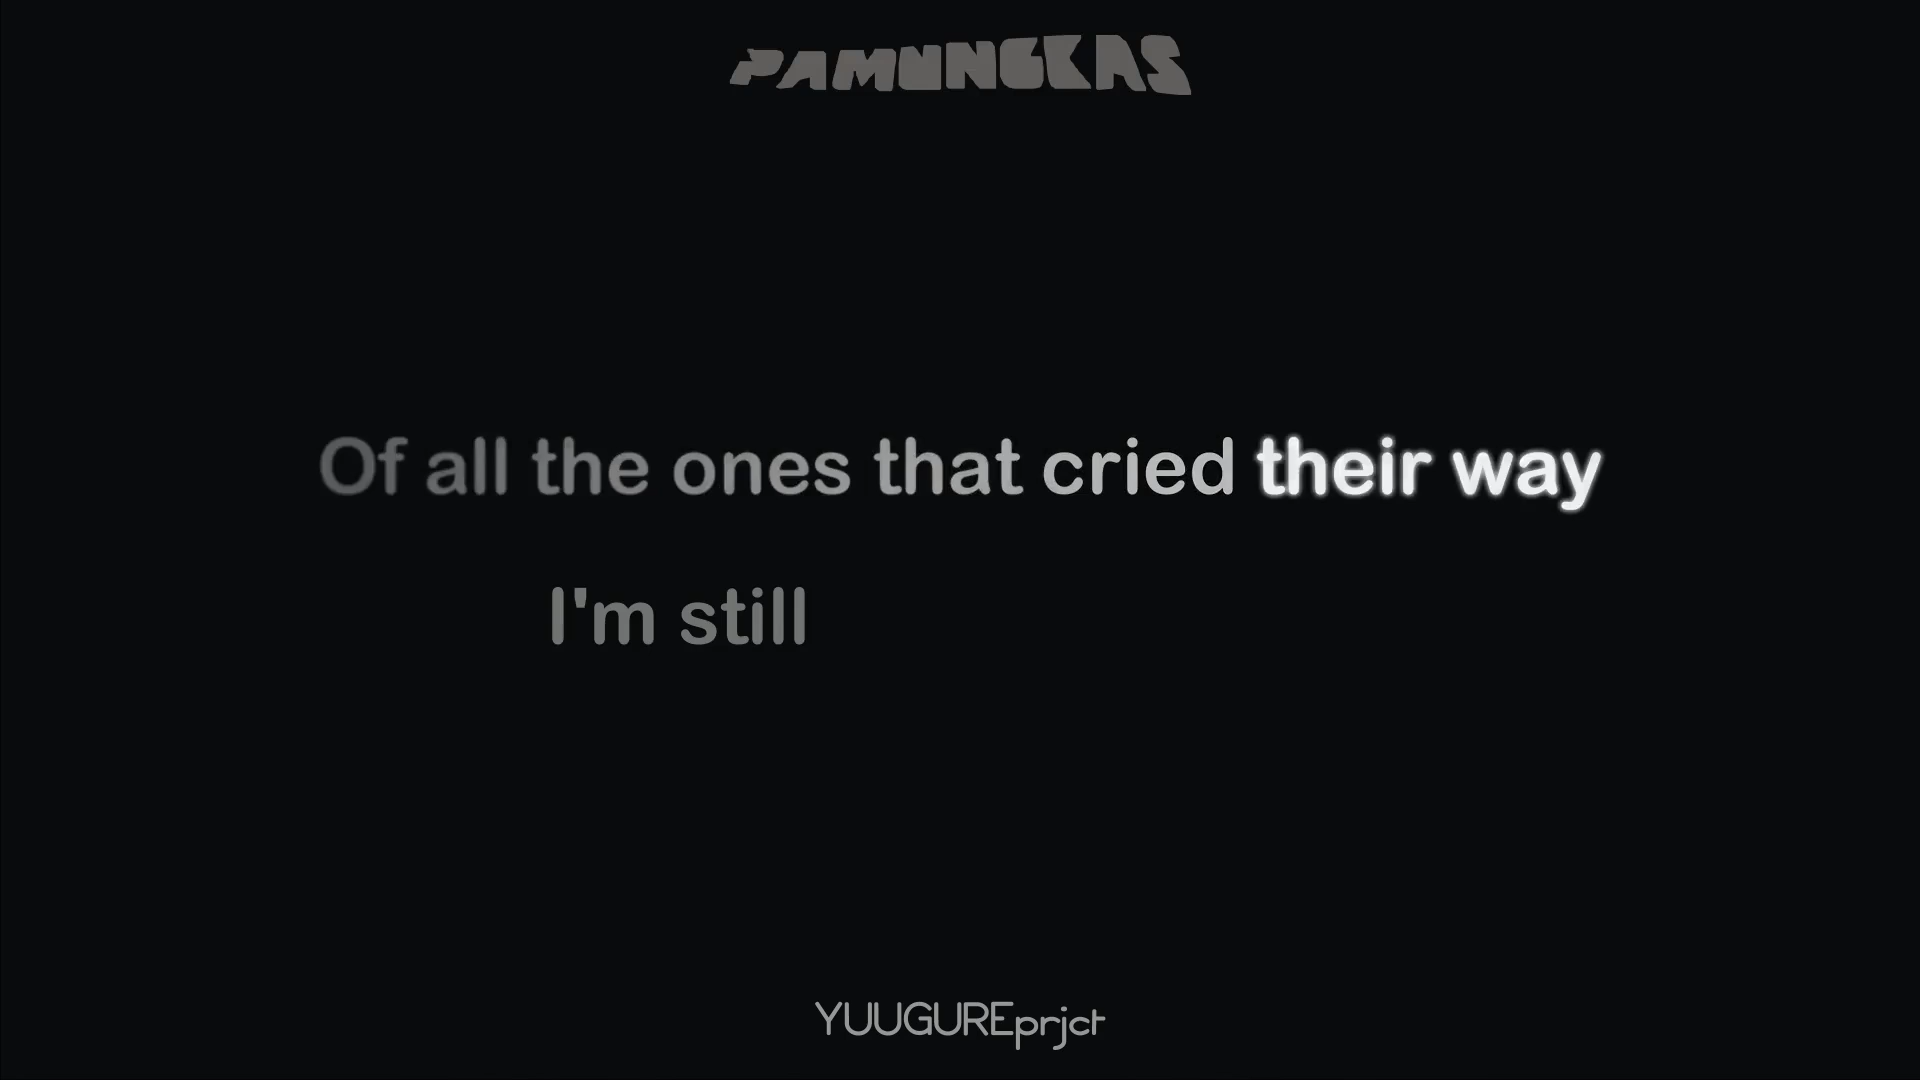 PAMUNGKAS
Of all the ones that cried their way
I'm still
YUUGUREprjct